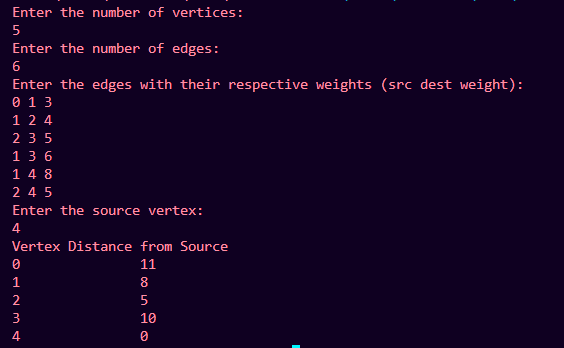 Enter the number of vertices:
5
Enter the number of edges:
6
Enter the edges with their respective weights (src dest weight):
0 1 3
1 2 4
2 3 5
1 3 6
1 4 8
2 4 5
Enter the source vertex:
4
Vertex Distance from Source
0 11
1 8
2 5
3 10
4 0